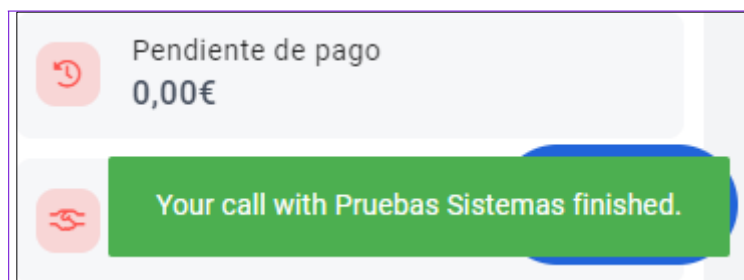 Pendiente de pago
0,00€
Your call with Pruebas Sistemas finished.